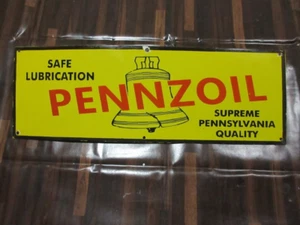 SAFE
LUBRICATION
PENNZOIL
SUPREME
PENNSYLVANIA
QUALITY